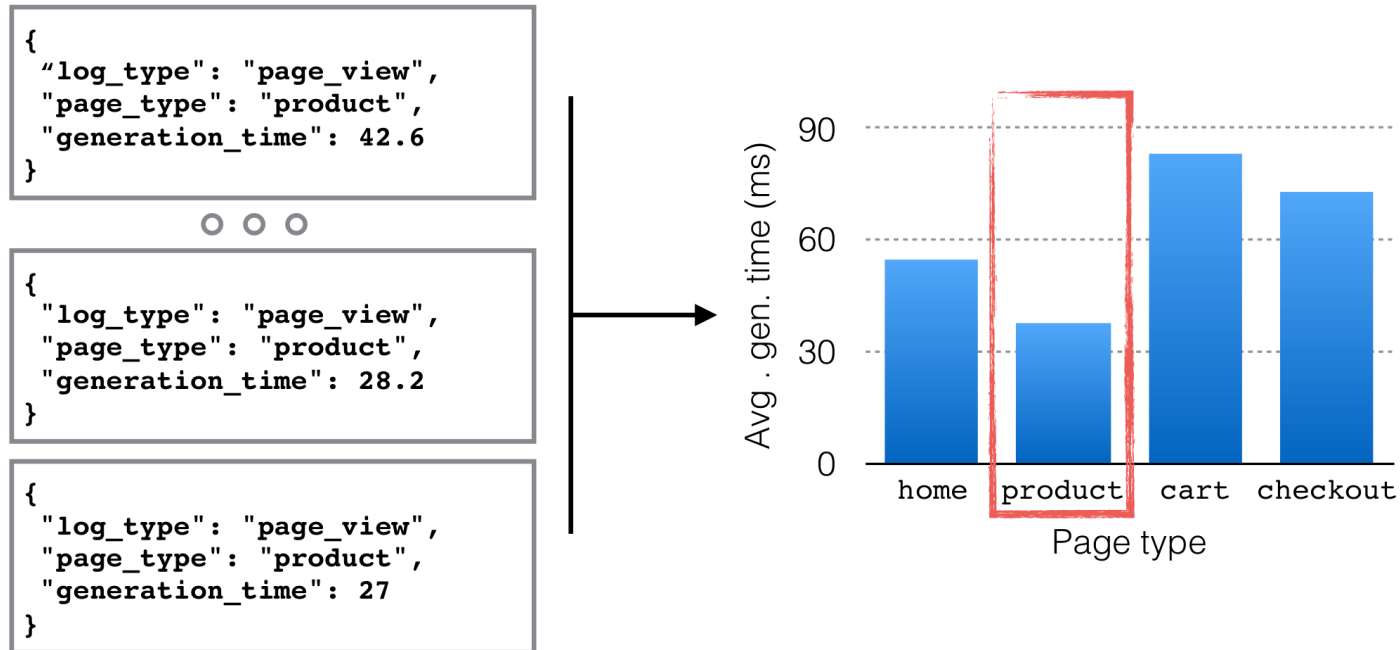 {
“log_type": "page_view",
"page_type": "product",
"generation_time": 42.6
}
{
"log_type": "page_view",
"page_type": "product",
"generation_time": 28.2
}
{
"log_type": "page_view",
"page_type": "product",
"generation_time": 27
}
Avg . gen. time (ms)
90
60
30
0
home product cart checkout
Page type